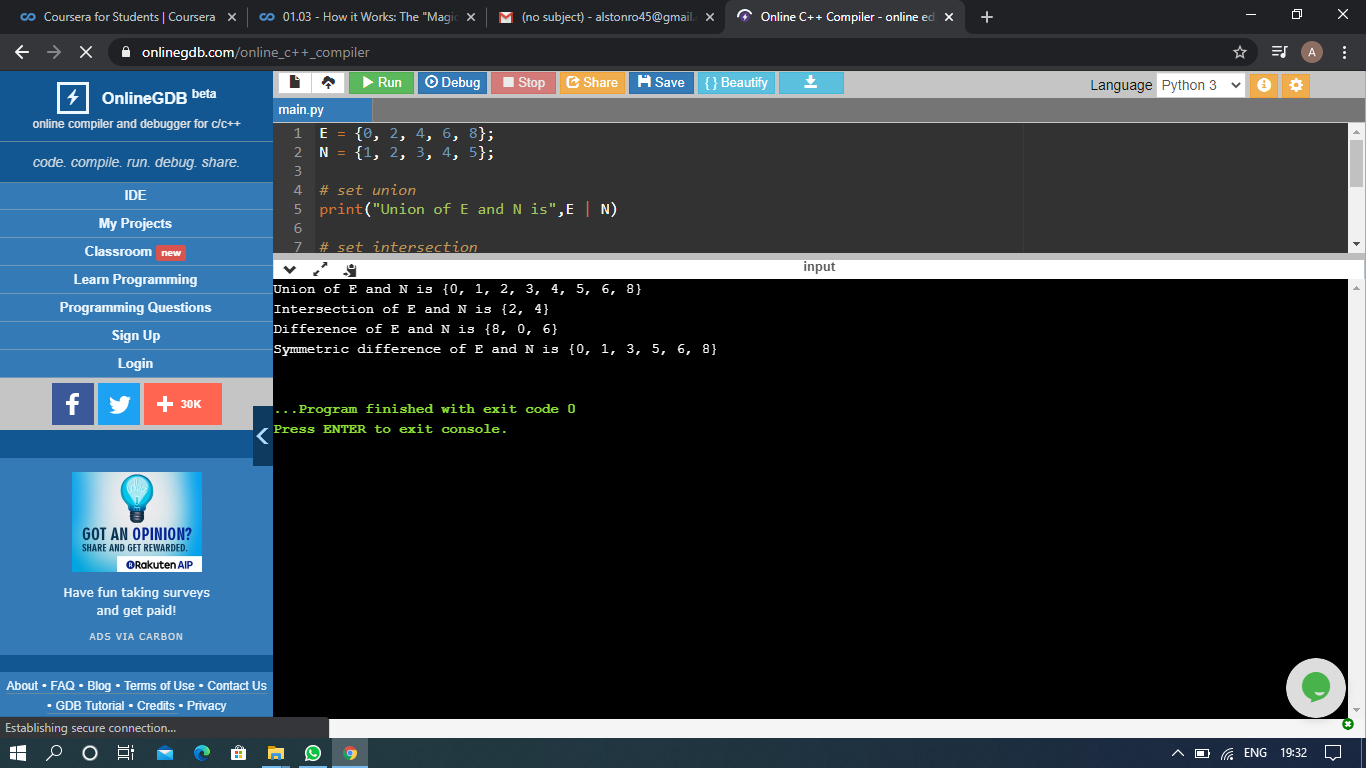 Coursera for Students | Coursera
01.03 - How it Works: The "Magic
(no subject) - alstonro45@gmail.
Online C++ Compiler - online ed
onlinegdb.com/online_c++_compiler
A
OnlineGDB beta
online compiler and debugger for c/c++
code. compile. run. debug. share.
IDE
My Projects
Classroom new
Learn Programming
Programming Questions
Sign Up
Login
f
+ 30K
GOT AN OPINION?
SHARE AND GET REWARDED.
Rakuten AIP
Have fun taking surveys
and get paid!
ADS VIA CARBON
About • FAQ • Blog • Terms of Use • Contact Us
• GDB Tutorial • Credits • Privacy
Establishing secure connection...
Run Debug Stop Share Save { } Beautify
Language Python 3
main.py
1 E = {0, 2, 4, 6, 8};
2 N = {1, 2, 3, 4, 5};
3
4 # set union
5 print("Union of E and N is",E | N)
6
7 # set intersection
input
Union of E and N is {0, 1, 2, 3, 4, 5, 6, 8}
Intersection of E and N is {2, 4}
Difference of E and N is {8, 0, 6}
Symmetric difference of E and N is {0, 1, 3, 5, 6, 8}
...Program finished with exit code 0
Press ENTER to exit console.
ENG 19:32